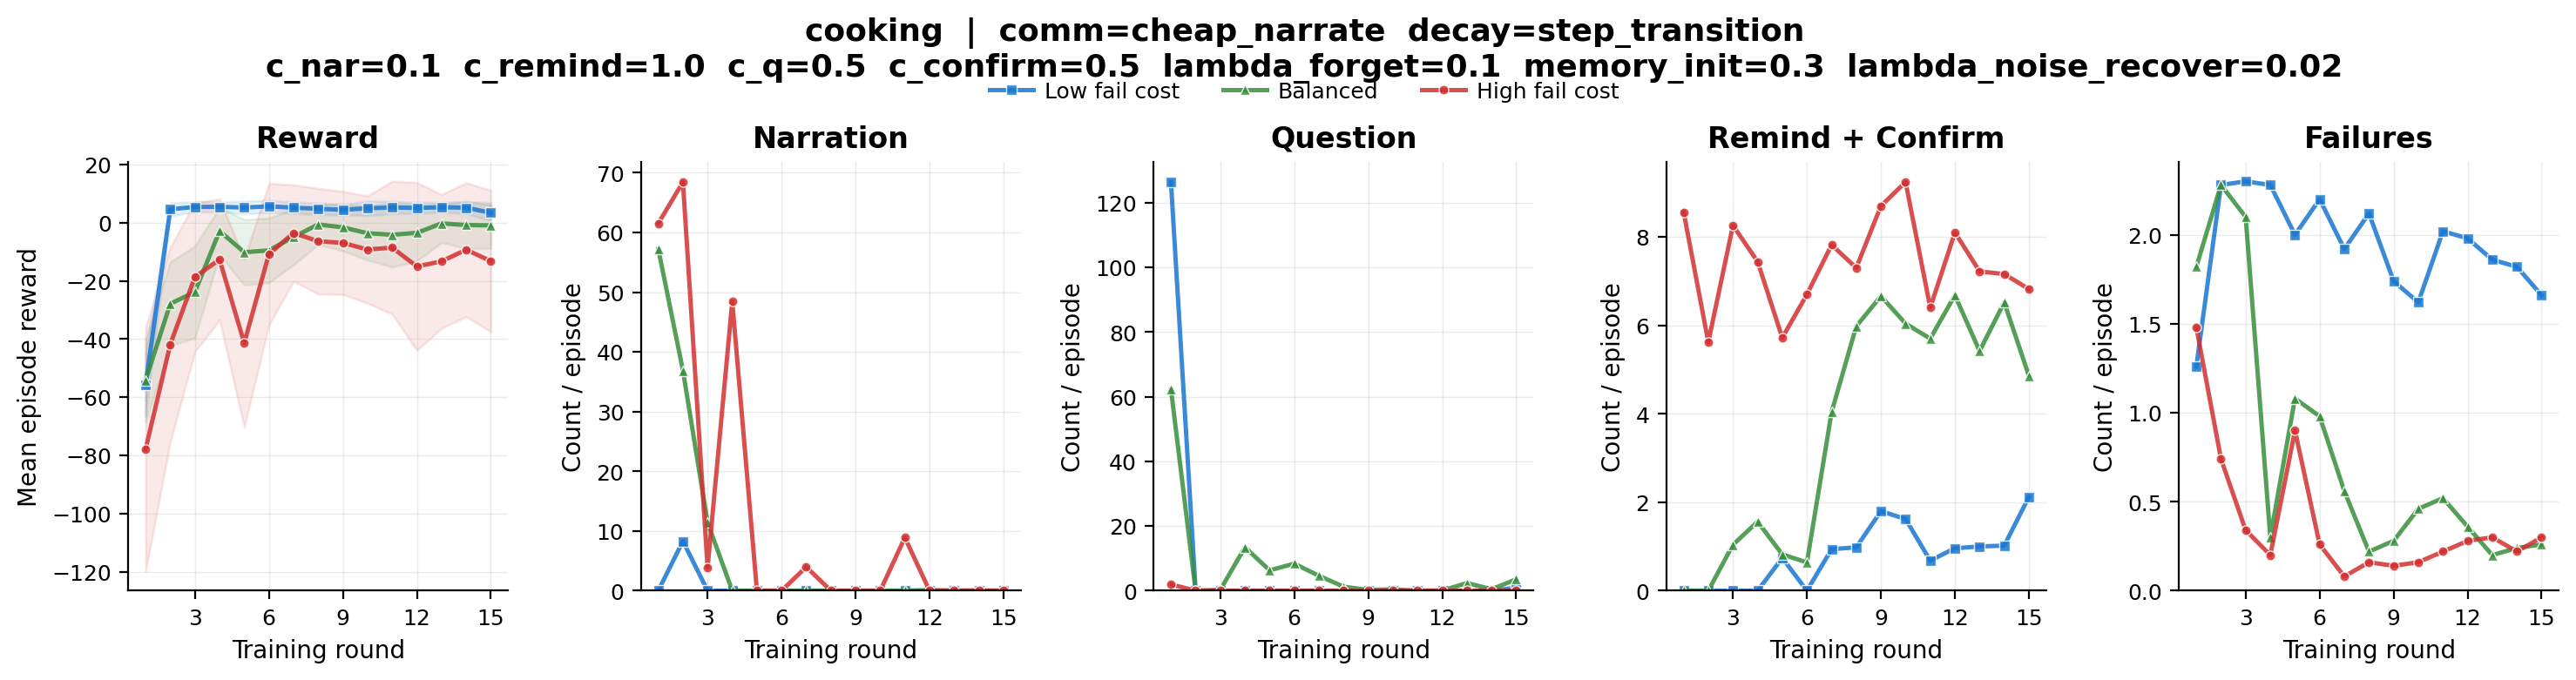 cooking | comm=cheap_narrate decay=step_transition
c_nar=0.1 c_remind=1.0 c_q=0.5 c_confirm=0.5 lambda_forget=0.1 memory_init=0.3 lambda_noise_recover=0.02
Low fail cost Balanced High fail cost
Reward
Mean episode reward
20
0
−20
−40
−60
−80
−100
−120
3 6 9 12 15
Training round
Narration
Count / episode
70
60
50
40
30
20
10
0
3 6 9 12 15
Training round
Question
Count / episode
120
100
80
60
40
20
0
3 6 9 12 15
Training round
Remind + Confirm
Count / episode
8
6
4
2
0
3 6 9 12 15
Training round
Failures
Count / episode
2.0
1.5
1.0
0.5
0.0
3 6 9 12 15
Training round